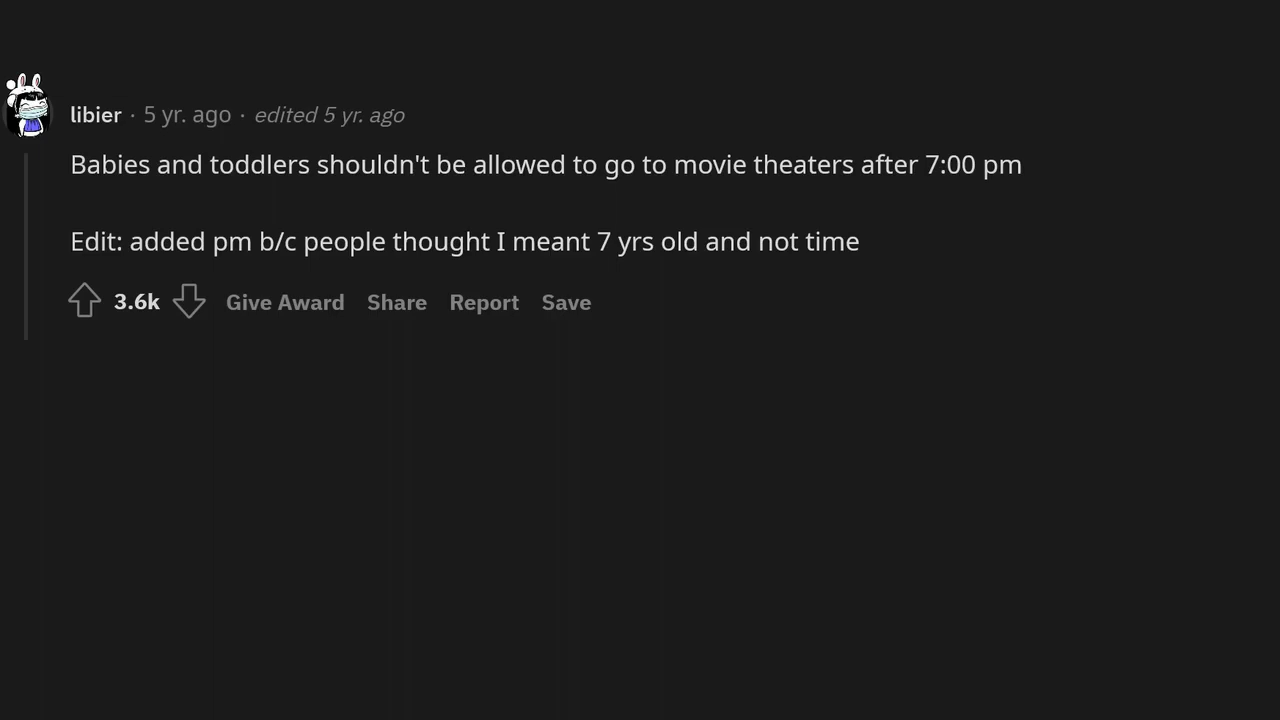 libier · 5 yr. ago · edited 5 yr. ago
Babies and toddlers shouldn't be allowed to go to movie theaters after 7:00 pm
Edit: added pm b/c people thought I meant 7 yrs old and not time
3.6k Give Award Share Report Save